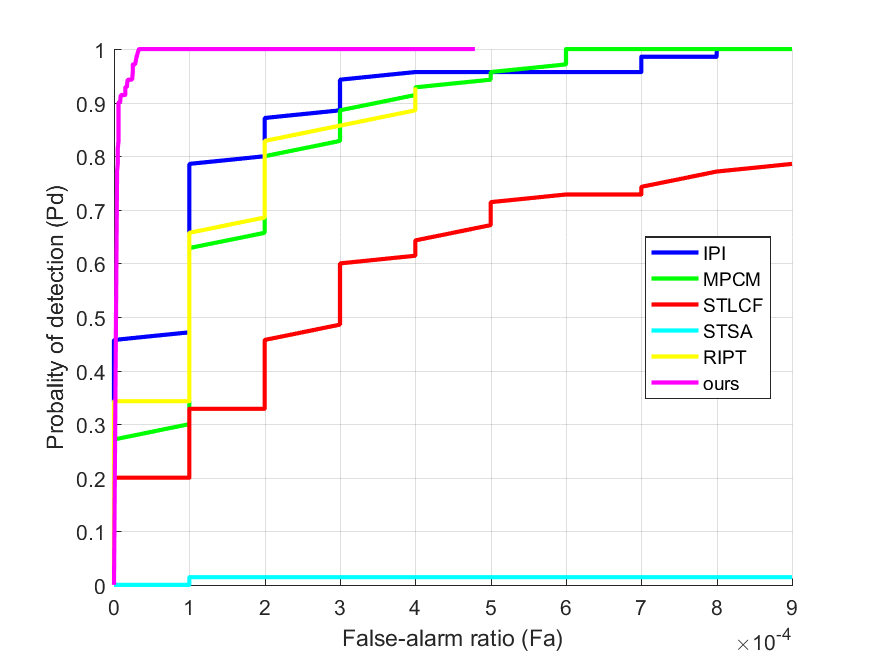 1
0.9
0.8
0.7
0.6
0.5
0.4
0.3
0.2
0.1
0
Probality of detection (Pd)
IPI
MPCM
STLCF
STSA
RIPT
ours
0 1 2 3 4 5 6 7 8 9
False-alarm ratio (Fa)
×10⁻⁴